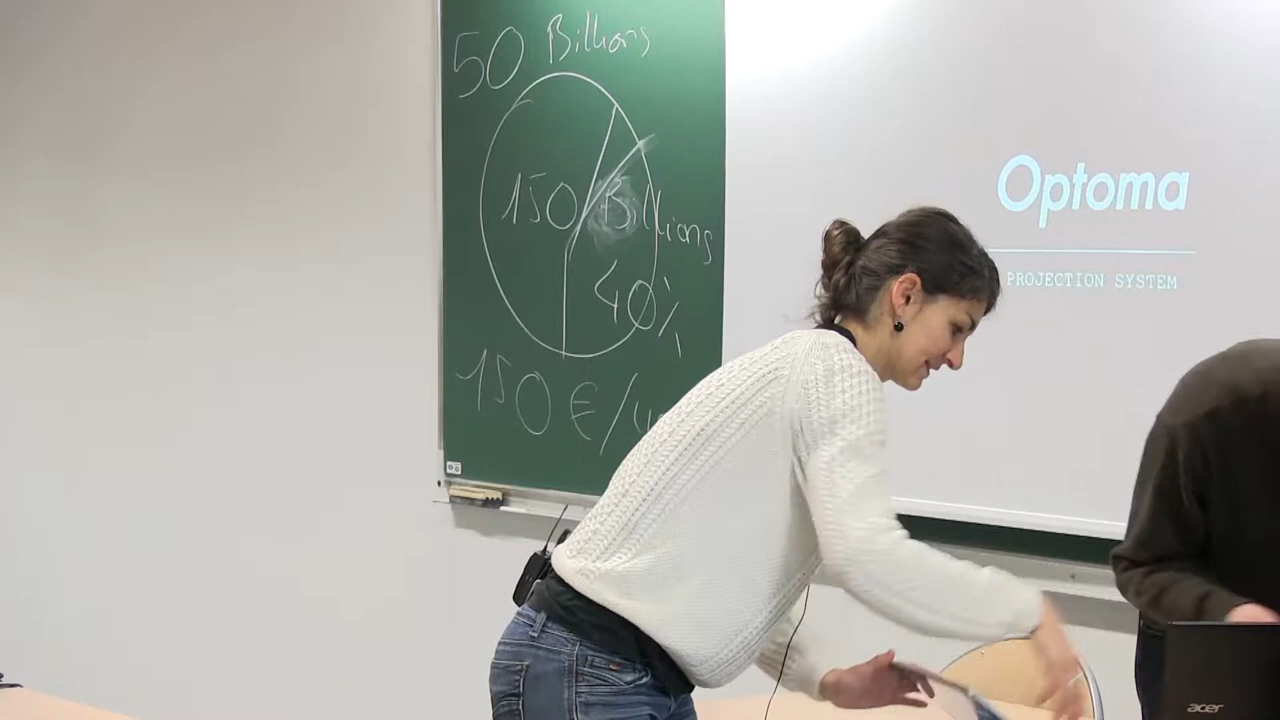 50 Billions
150 Billions
40%
150 €/
Optoma
PROJECTION SYSTEM
acer